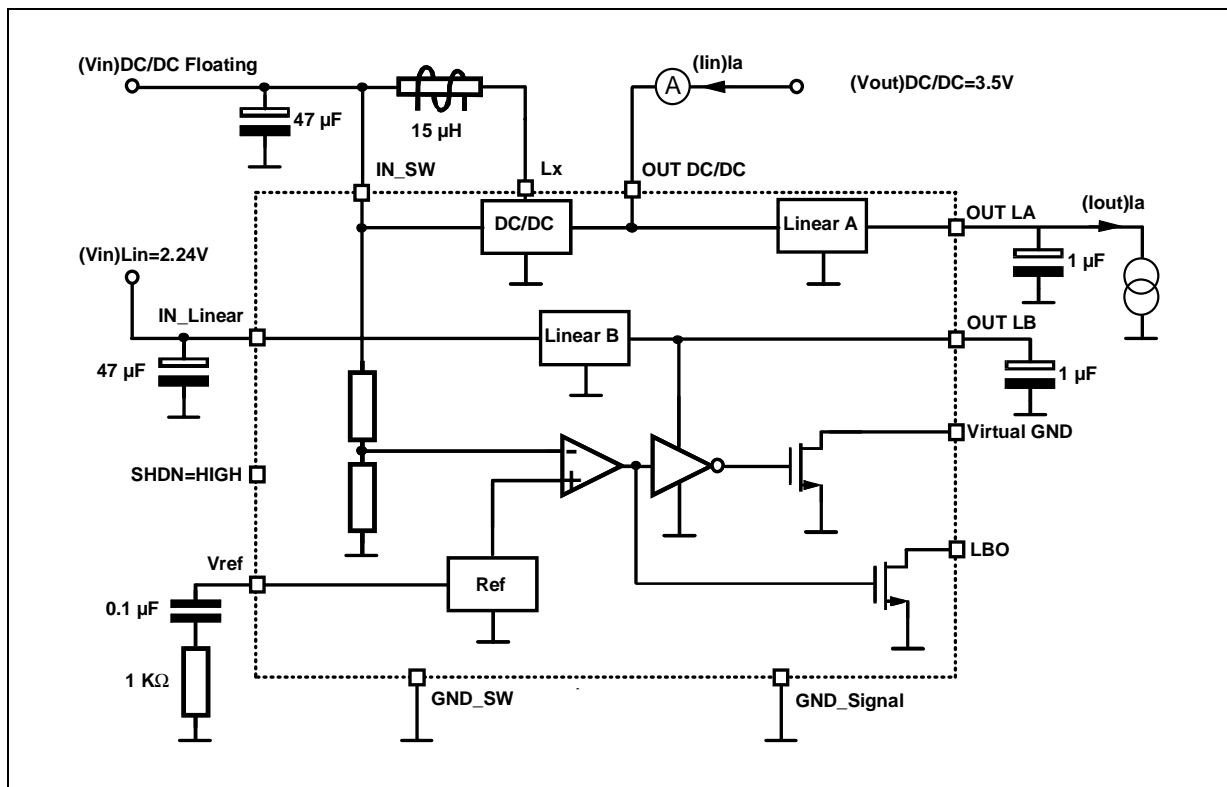 (Vin)DC/DC Floating
(Iin)Ia
A
(Vout)DC/DC=3.5V
47 µF
15 µH
IN_SW
Lx
OUT DC/DC
DC/DC
Linear A
OUT LA
(Iout)Ia
1 µF
(Vin)Lin=2.24V
IN_Linear
Linear B
OUT LB
47 µF
1 µF
Virtual GND
-
+
SHDN=HIGH
LBO
Vref
Ref
0.1 µF
1 KΩ
GND_SW
GND_Signal